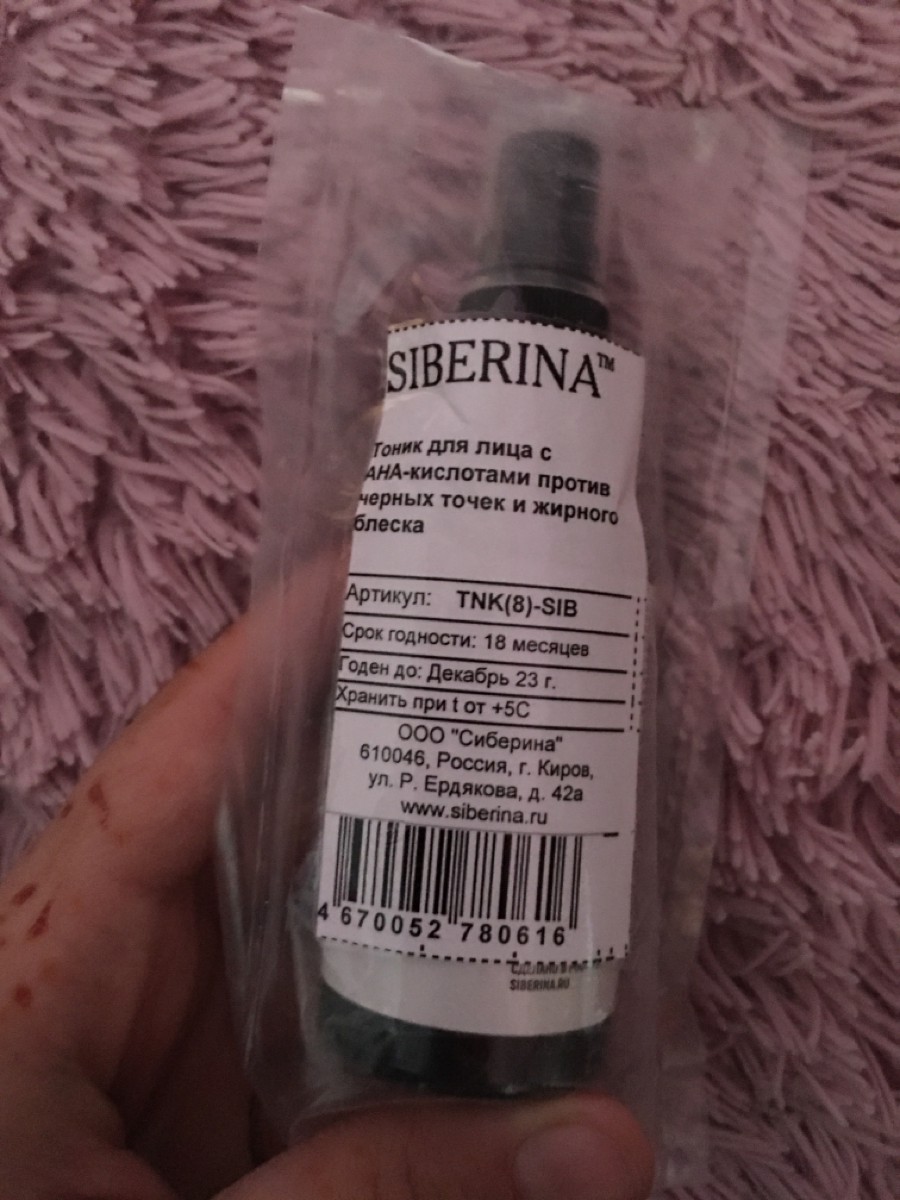 SIBERINA™
Тоник для лица с
АНА-кислотами против
черных точек и жирного
блеска
Артикул: TNK(8)-SIB
Срок годности: 18 месяцев
Годен до: Декабрь 23 г.
Хранить при t от +5С
ООО "Сиберина"
610046, Россия, г. Киров,
ул. Р. Ердякова, д. 42а
www.siberina.ru
4 670052 780616
SIBERINA.RU